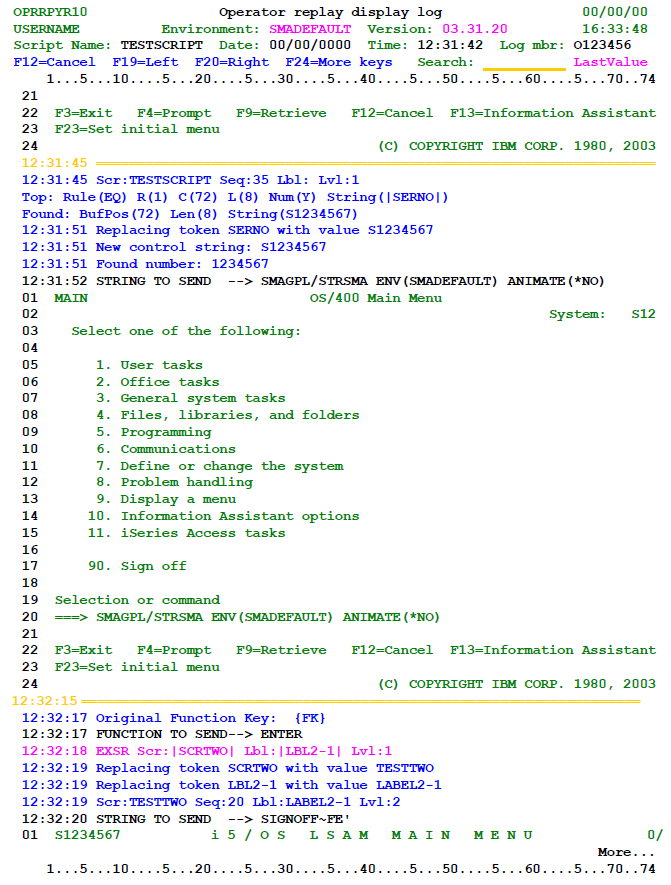 OPRRPYR10 Operator replay display log 00/00/00
USERNAME Environment: SMADEFAULT Version: 03.31.20 16:33:48
Script Name: TESTSCRIPT Date: 00/00/0000 Time: 12:31:42 Log mbr: O123456
F12=Cancel F19=Left F20=Right F24=More keys Search: __________ LastValue
1...5...10....5...20....5...30....5...40....5...50....5...60....5...70..74
21
22 F3=Exit F4=Prompt F9=Retrieve F12=Cancel F13=Information Assistant
23 F23=Set initial menu
24 (C) COPYRIGHT IBM CORP. 1980, 2003
12:31:45 ====================================================================
12:31:45 Scr:TESTSCRIPT Seq:35 Lbl: Lvl:1
Top: Rule(EQ) R(1) C(72) L(8) Num(Y) String(|SERNO|)
Found: BufPos(72) Len(8) String(S1234567)
12:31:51 Replacing token SERNO with value S1234567
12:31:51 New control string: S1234567
12:31:51 Found number: 1234567
12:31:52 STRING TO SEND --> SMAGPL/STRSMA ENV(SMADEFAULT) ANIMATE(*NO)
01 MAIN OS/400 Main Menu
02 System: S12
03 Select one of the following:
04
05 1. User tasks
06 2. Office tasks
07 3. General system tasks
08 4. Files, libraries, and folders
09 5. Programming
10 6. Communications
11 7. Define or change the system
12 8. Problem handling
13 9. Display a menu
14 10. Information Assistant options
15 11. iSeries Access tasks
16
17 90. Sign off
18
19 Selection or command
20 ===> SMAGPL/STRSMA ENV(SMADEFAULT) ANIMATE(*NO)
21
22 F3=Exit F4=Prompt F9=Retrieve F12=Cancel F13=Information Assistant
23 F23=Set initial menu
24 (C) COPYRIGHT IBM CORP. 1980, 2003
12:32:15 ====================================================================
12:32:17 Original Function Key: {FK}
12:32:17 FUNCTION TO SEND--> ENTER
12:32:18 EXSR Scr:|SCRTWO| Lbl:|LBL2-1| Lvl:1
12:32:19 Replacing token SCRTWO with value TESTTWO
12:32:19 Replacing token LBL2-1 with value LABEL2-1
12:32:19 Scr:TESTTWO Seq:20 Lbl:LABEL2-1 Lvl:2
12:32:20 STRING TO SEND --> SIGNOFF~FE'
01 S1234567 i 5 / O S L S A M M A I N M E N U 0/
More...
1...5...10....5...20....5...30....5...40....5...50....5...60....5...70..74